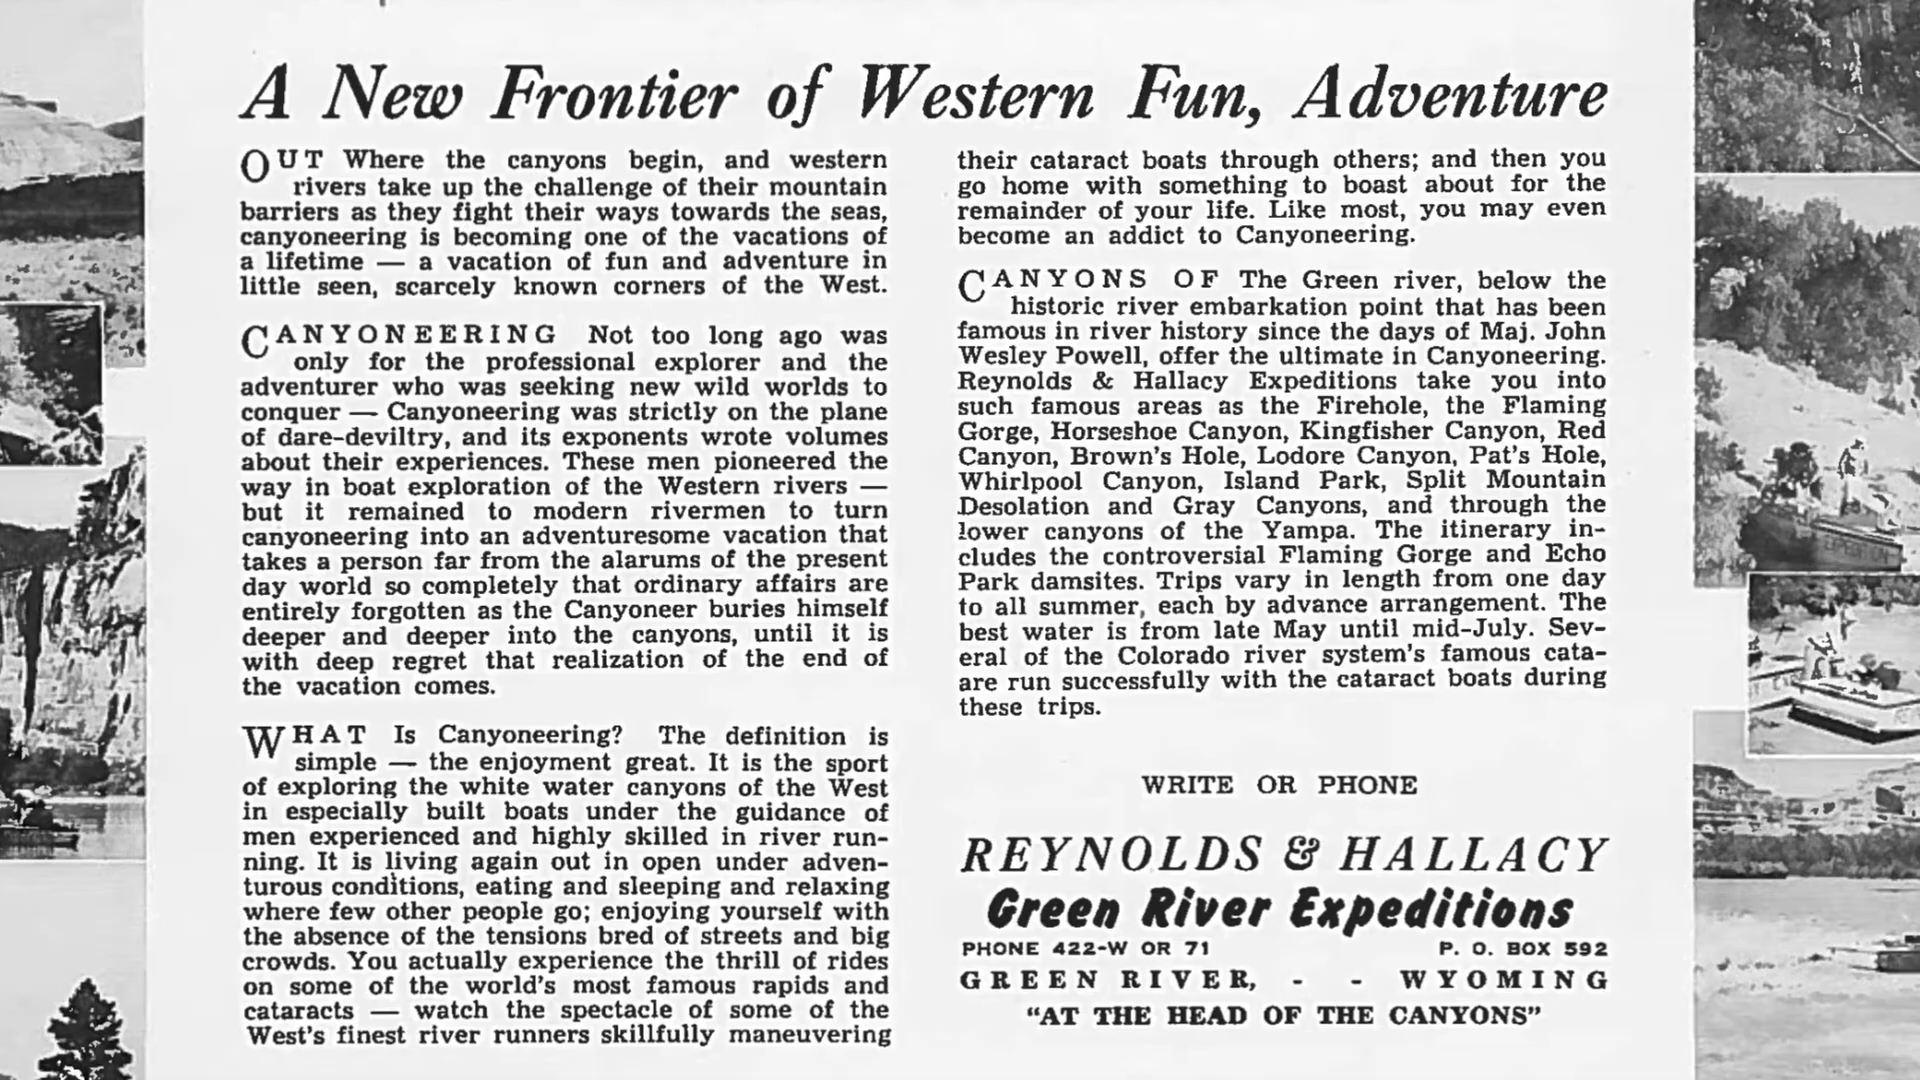 A New Frontier of Western Fun, Adventure
OUT Where the canyons begin, and western
rivers take up the challenge of their mountain
barriers as they fight their ways towards the seas,
canyoneering is becoming one of the vacations of
a lifetime — a vacation of fun and adventure in
little seen, scarcely known corners of the West.
CANYONEERING Not too long ago was
only for the professional explorer and the
adventurer who was seeking new wild worlds to
conquer — Canyoneering was strictly on the plane
of dare-deviltry, and its exponents wrote volumes
about their experiences. These men pioneered the
way in boat exploration of the Western rivers —
but it remained to modern rivermen to turn
canyoneering into an adventuresome vacation that
takes a person far from the alarums of the present
day world so completely that ordinary affairs are
entirely forgotten as the Canyoneer buries himself
deeper and deeper into the canyons, until it is
with deep regret that realization of the end of
the vacation comes.
WHAT Is Canyoneering? The definition is
simple — the enjoyment great. It is the sport
of exploring the white water canyons of the West
in especially built boats under the guidance of
men experienced and highly skilled in river run-
ning. It is living again out in open under adven-
turous conditions, eating and sleeping and relaxing
where few other people go; enjoying yourself with
the absence of the tensions bred of streets and big
crowds. You actually experience the thrill of rides
on some of the world's most famous rapids and
cataracts — watch the spectacle of some of the
West's finest river runners skillfully maneuvering
their cataract boats through others; and then you
go home with something to boast about for the
remainder of your life. Like most, you may even
become an addict to Canyoneering.
CANYONS OF The Green river, below the
historic river embarkation point that has been
famous in river history since the days of Maj. John
Wesley Powell, offer the ultimate in Canyoneering.
Reynolds & Hallacy Expeditions take you into
such famous areas as the Firehole, the Flaming
Gorge, Horseshoe Canyon, Kingfisher Canyon, Red
Canyon, Brown's Hole, Lodore Canyon, Pat's Hole,
Whirlpool Canyon, Island Park, Split Mountain
Desolation and Gray Canyons, and through the
lower canyons of the Yampa. The itinerary in-
cludes the controversial Flaming Gorge and Echo
Park damsites. Trips vary in length from one day
to all summer, each by advance arrangement. The
best water is from late May until mid-July. Sev-
eral of the Colorado river system's famous cata-
are run successfully with the cataract boats during
these trips.
WRITE OR PHONE
REYNOLDS & HALLACY
Green River Expeditions
PHONE 422-W OR 71 P. O. BOX 592
GREEN RIVER, - - WYOMING
"AT THE HEAD OF THE CANYONS"